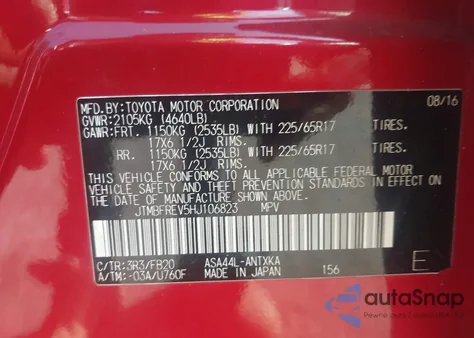 MFD.BY:TOYOTA MOTOR CORPORATION 08/16
GVWR:2105KG (4640LB)
GAWR:FRT. 1150KG (2535LB) WITH 225/65R17 TIRES.
17X6 1/2J RIMS.
RR. 1150KG (2535LB) WITH 225/65R17 TIRES.
17X6 1/2J RIMS.
THIS VEHICLE CONFORMS TO ALL APPLICABLE FEDERAL MOTOR
VEHICLE SAFETY AND THEFT PREVENTION STANDARDS IN EFFECT ON
THE DATE OF MANUFACTURE SHOWN ABOVE.
JTMBFREV5HJ106823 MPV
C/TR:3R3/FB20 ASA44L-ANTXKA
A/TM:-03A/U760F MADE IN JAPAN 156 E
autoSnap